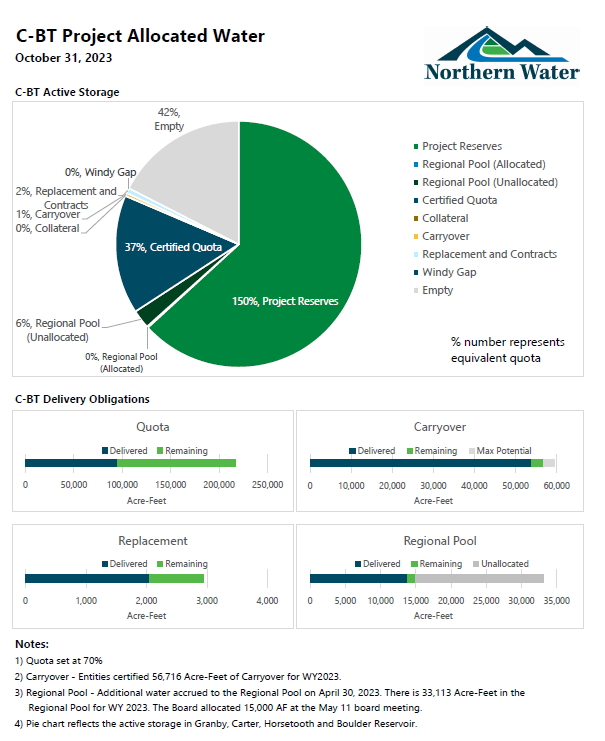 C-BT Project Allocated Water
October 31, 2023
Northern Water
C-BT Active Storage
42%,
Empty
0%, Windy Gap
2%, Replacement and
Contracts
1%, Carryover
0%, Collateral
37%, Certified Quota
150%, Project Reserves
6%, Regional Pool
(Unallocated)
0%, Regional Pool
(Allocated)
Project Reserves
Regional Pool (Allocated)
Regional Pool (Unallocated)
Certified Quota
Collateral
Carryover
Replacement and Contracts
Windy Gap
Empty
% number represents
equivalent quota
C-BT Delivery Obligations
Quota
Delivered Remaining
0 50,000 100,000 150,000 200,000 250,000
Acre-Feet
Carryover
Delivered Remaining Max Potential
0 10,000 20,000 30,000 40,000 50,000 60,000
Acre-Feet
Replacement
Delivered Remaining
0 1,000 2,000 3,000 4,000
Acre-Feet
Regional Pool
Delivered Remaining Unallocated
0 5,000 10,000 15,000 20,000 25,000 30,000 35,000
Acre-Feet
Notes:
1) Quota set at 70%
2) Carryover - Entities certified 56,716 Acre-Feet of Carryover for WY2023.
3) Regional Pool - Additional water accrued to the Regional Pool on April 30, 2023. There is 33,113 Acre-Feet in the
Regional Pool for WY 2023. The Board allocated 15,000 AF at the May 11 board meeting.
4) Pie chart reflects the active storage in Granby, Carter, Horsetooth and Boulder Reservoir.